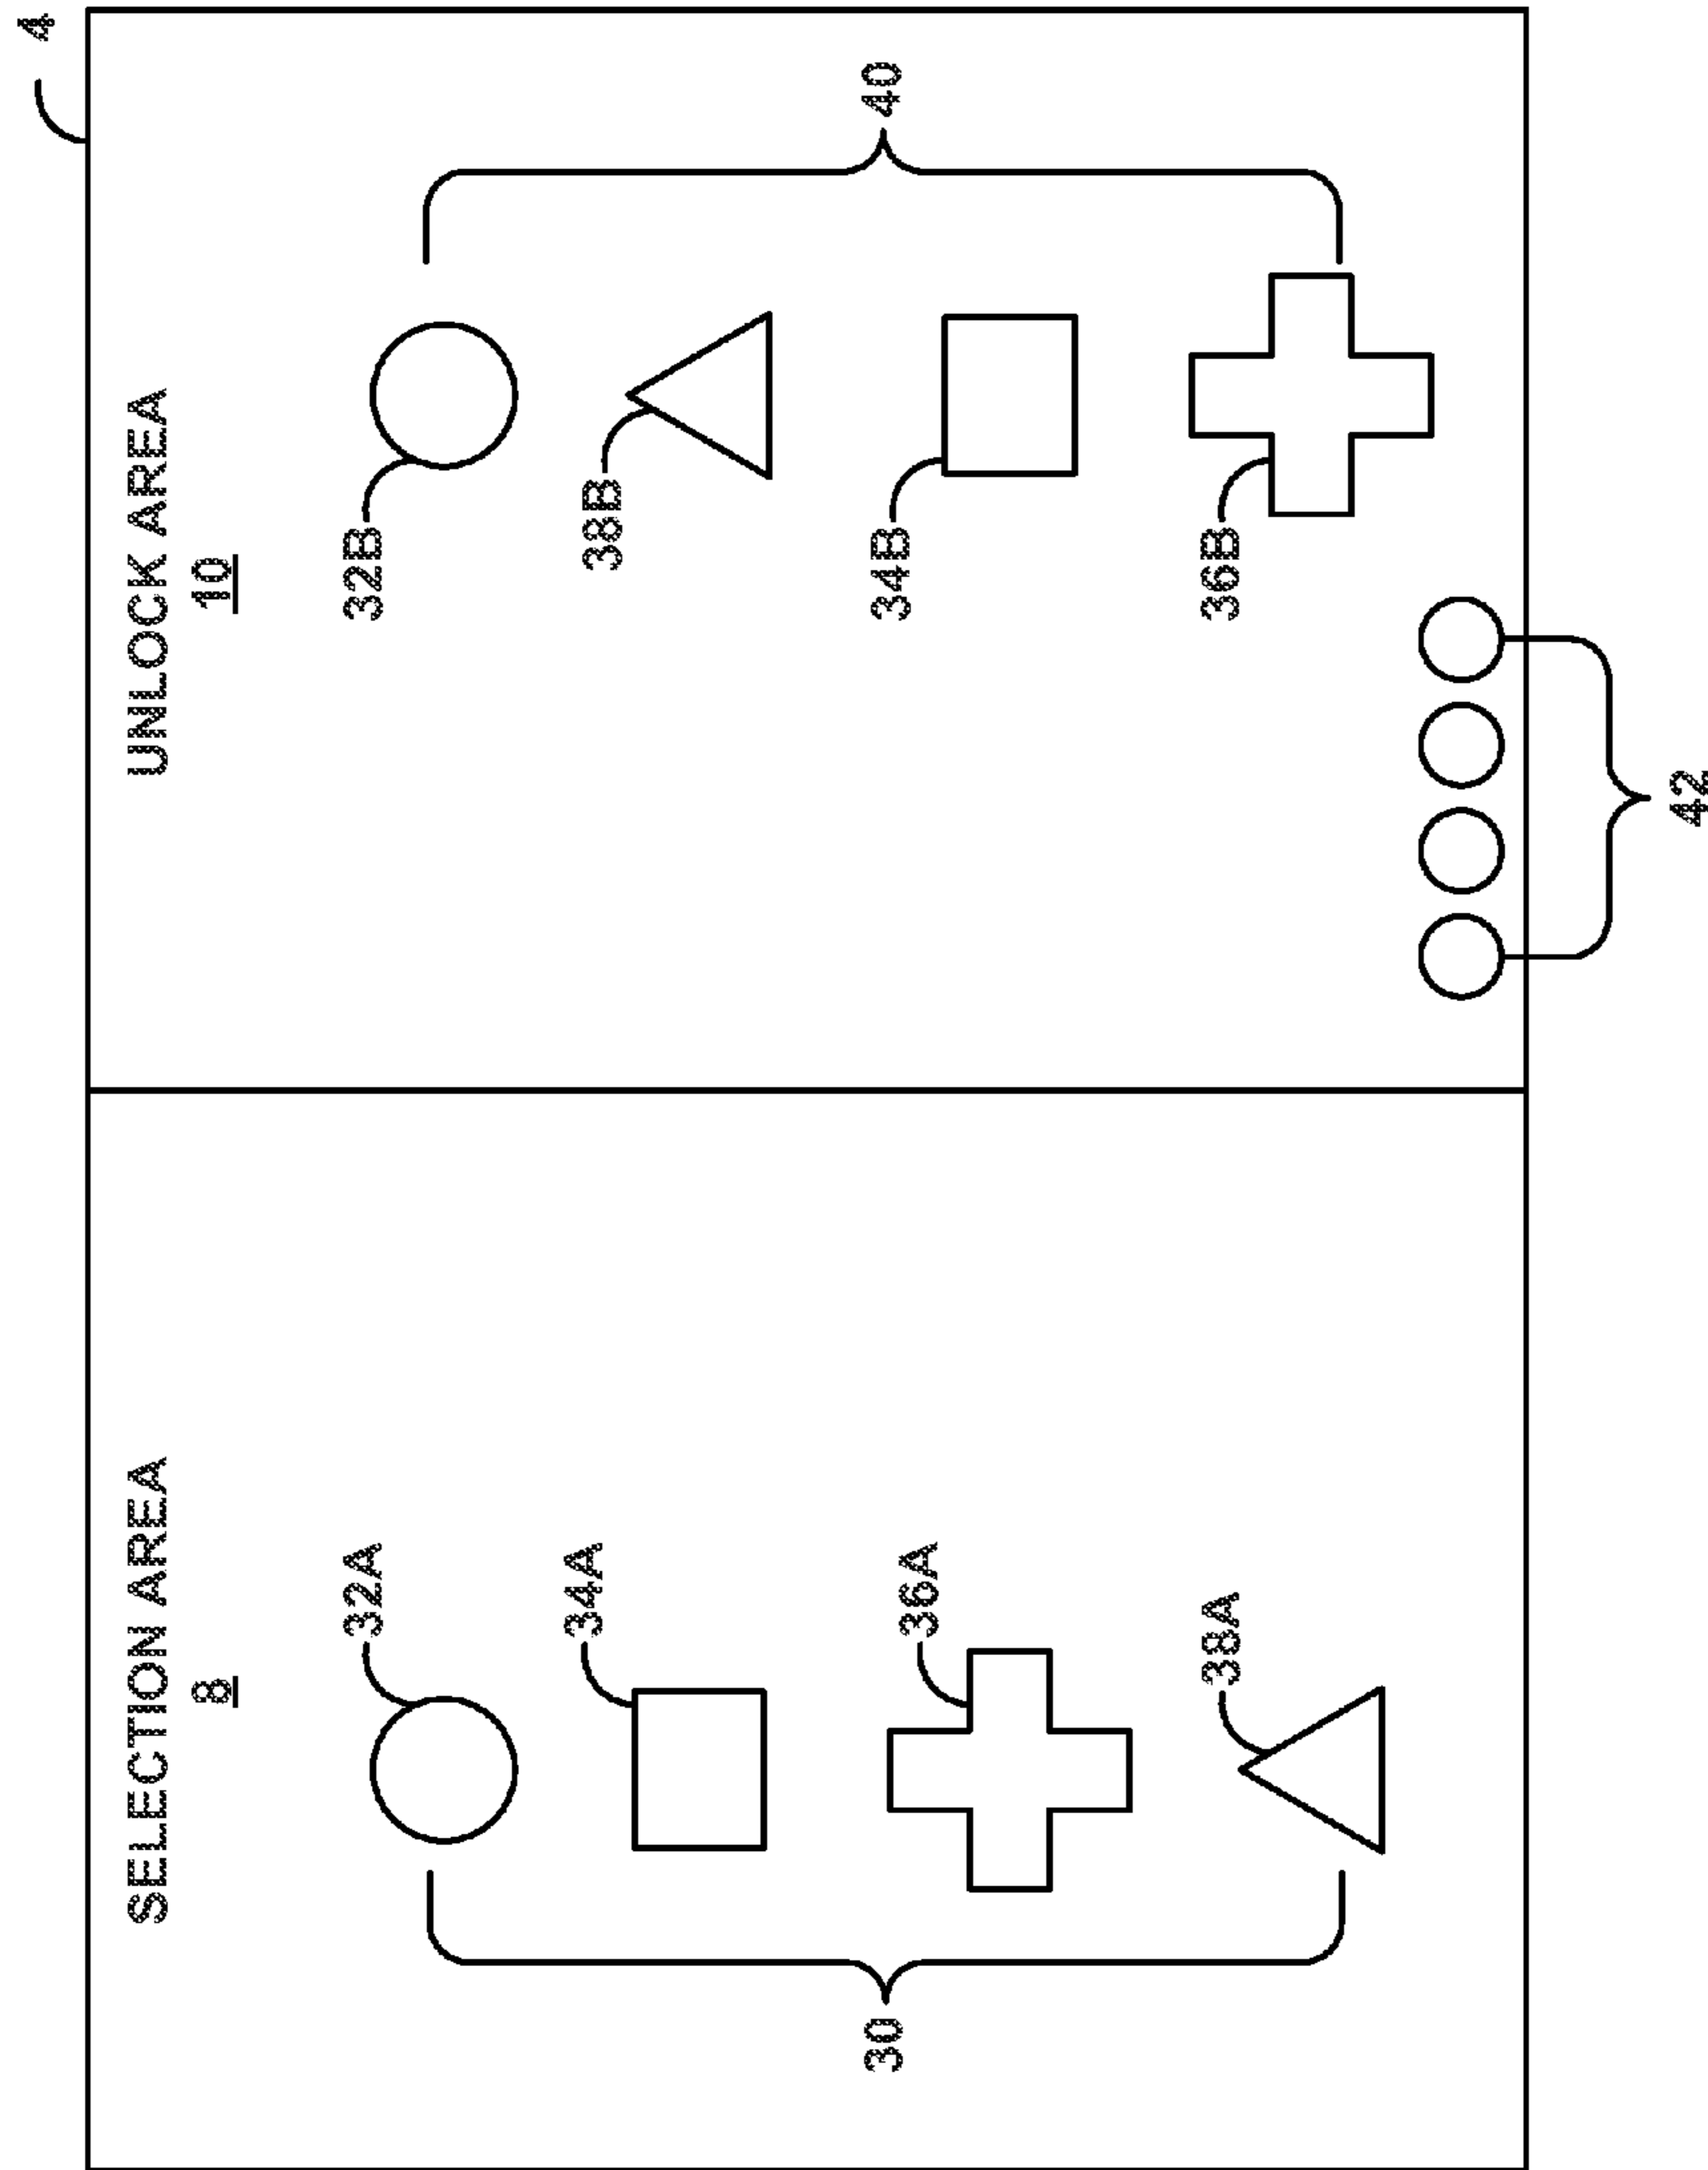 4
SELECTION AREA
8
UNLOCK AREA
10
32A
34A
36A
38A
30
32B
38B
34B
36B
40
42